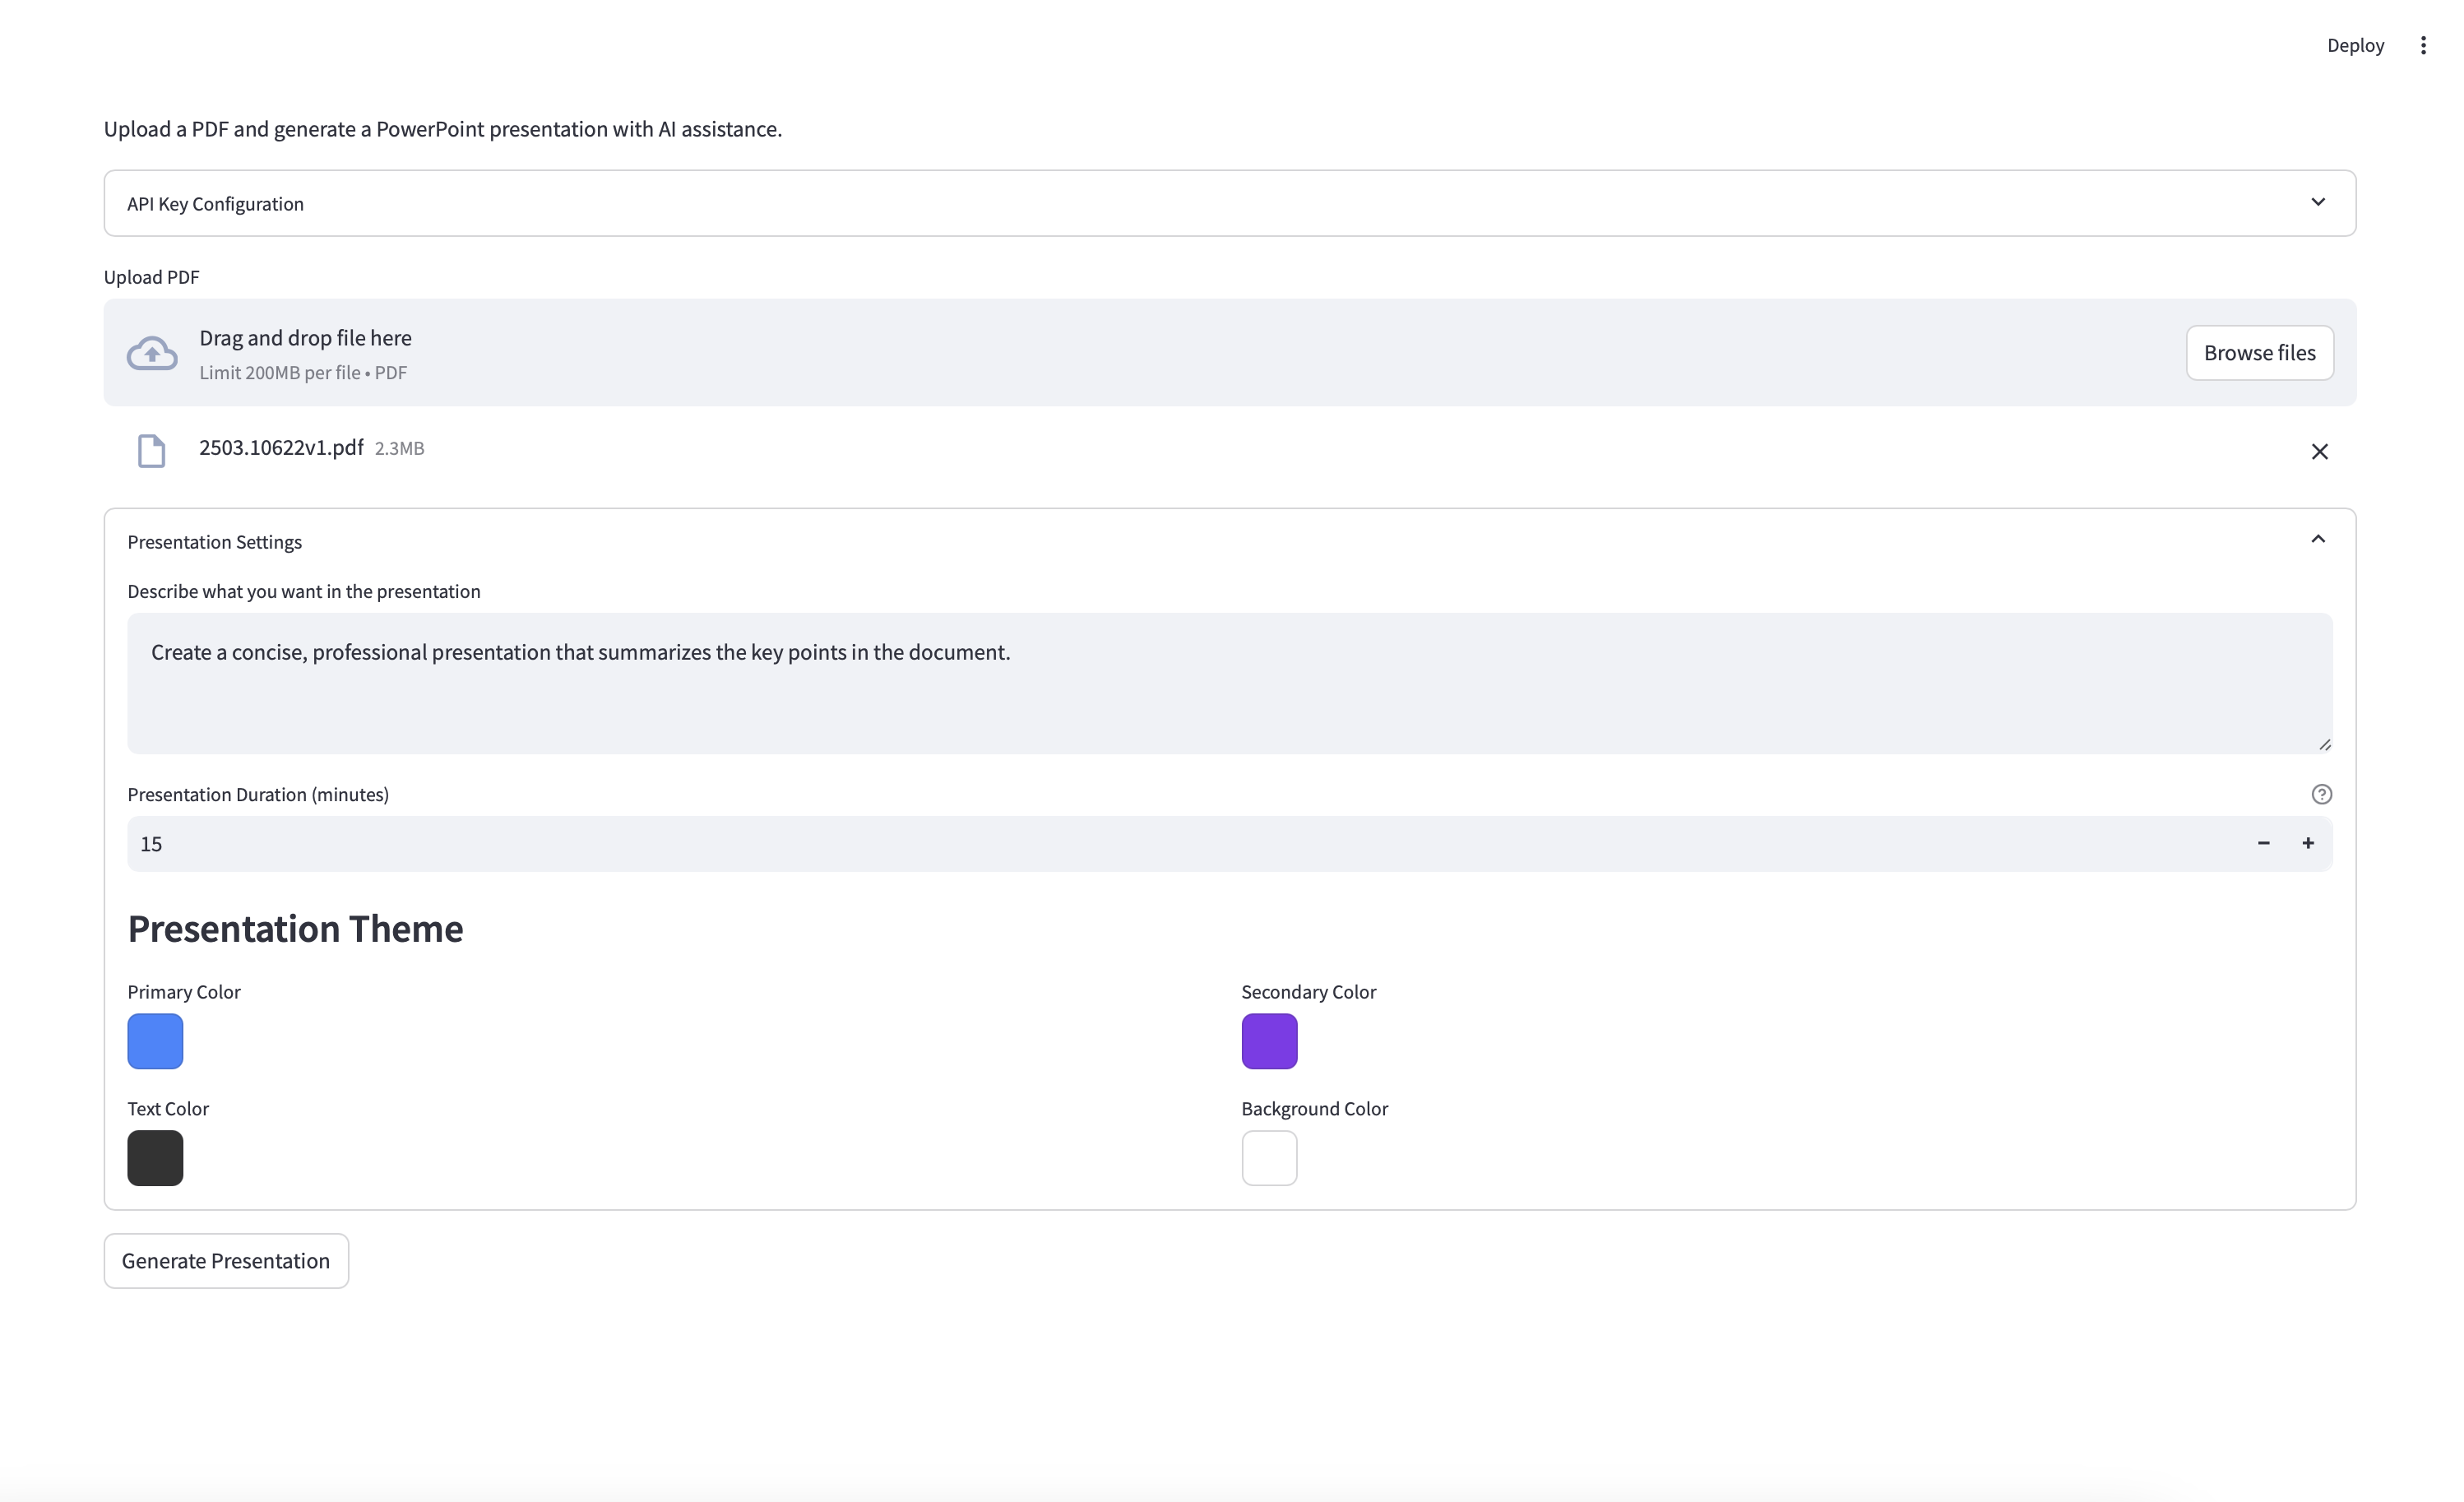 Deploy
Upload a PDF and generate a PowerPoint presentation with AI assistance.
API Key Configuration
Upload PDF
Drag and drop file here
Limit 200MB per file • PDF
Browse files
2503.10622v1.pdf 2.3MB
Presentation Settings
Describe what you want in the presentation
Create a concise, professional presentation that summarizes the key points in the document.
Presentation Duration (minutes)
15
Presentation Theme
Primary Color
Secondary Color
Text Color
Background Color
Generate Presentation